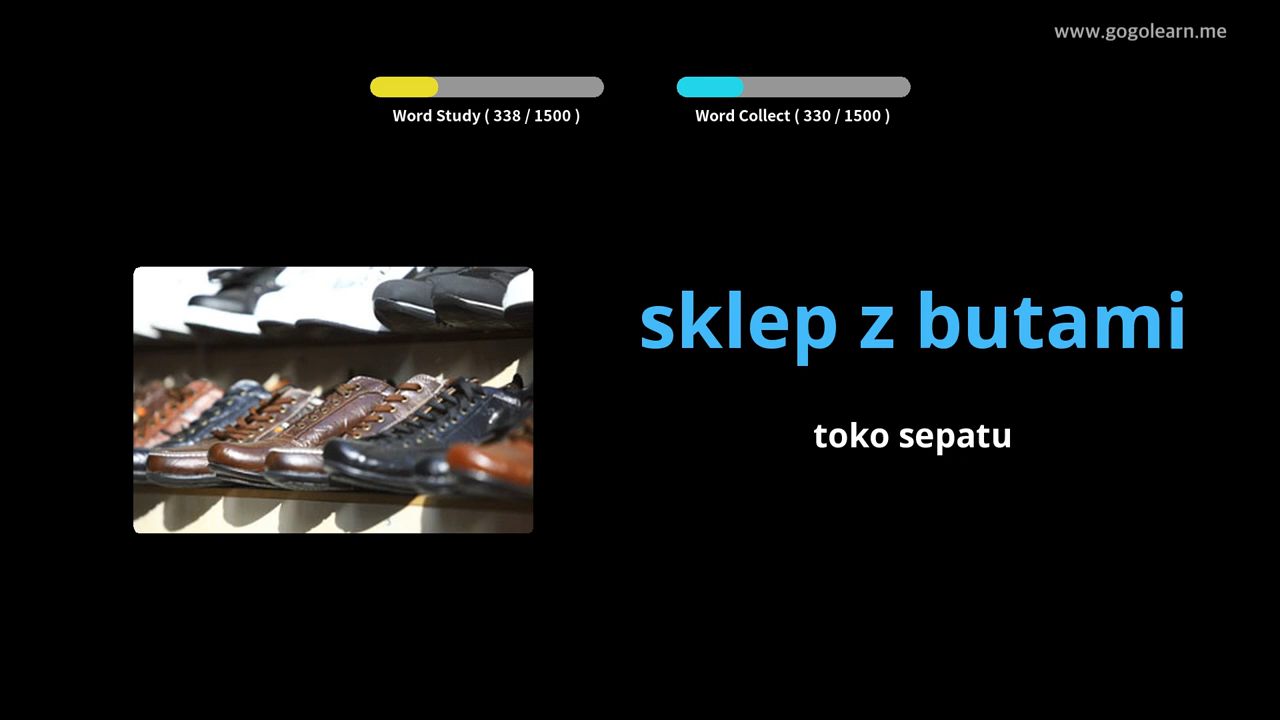 www.gogolearn.me
Word Study ( 338 / 1500 )
Word Collect ( 330 / 1500 )
sklep z butami
toko sepatu